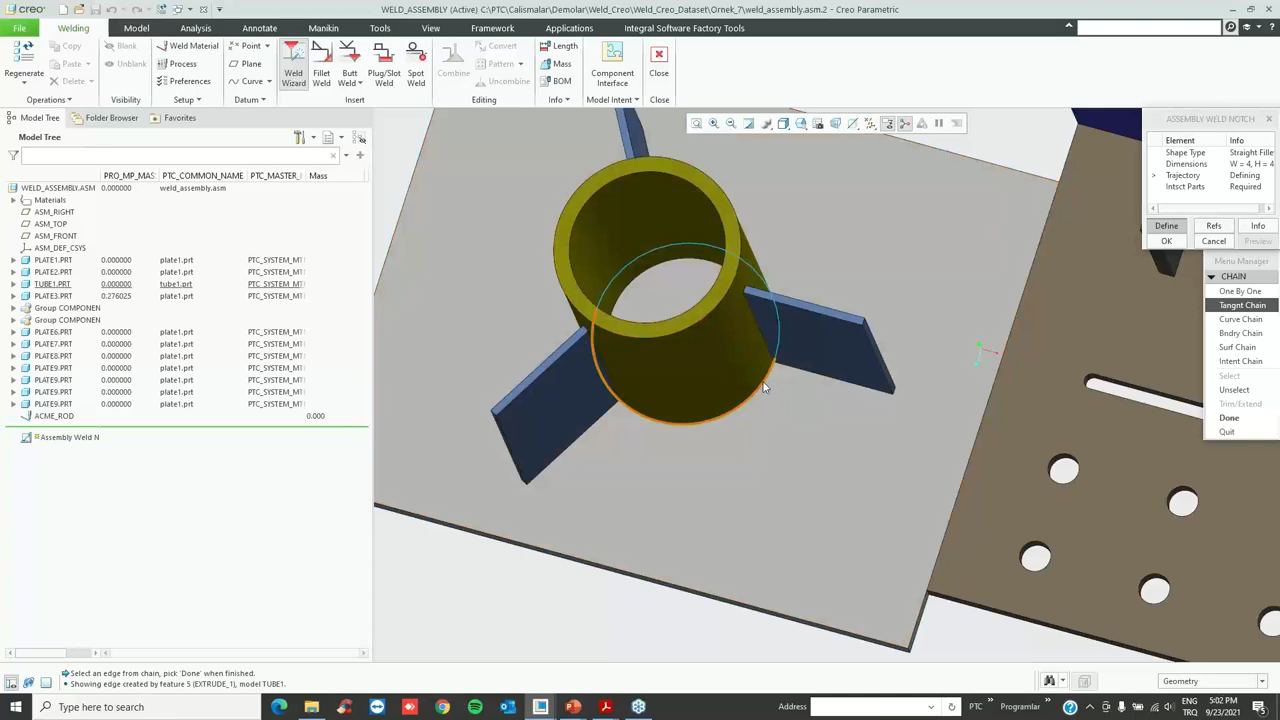 creo
WELD_ASSEMBLY (Active) C:\PTC\Calismalar\Demolar\Weld_Creo\Weld_Creo_Dataset\Ornek_7\weld_assembly.asm.2 - Creo Parametric
File Welding Model Analysis Annotate Manikin Tools View Framework Applications Integral Software Factory Tools
Regenerate
Copy
Paste
Delete
Operations
Blank
Unblank
Visibility
Weld Material
Process
Preferences
Setup
Point
Plane
Curve
Datum
Weld Wizard
Fillet Weld
Butt Weld
Plug/Slot Weld
Spot Weld
Insert
Combine
Convert
Pattern
Uncombine
Editing
Length
Mass
BOM
Info
Component Interface
Model Intent
Close
Close
Model Tree Folder Browser Favorites
Model Tree
PRO_MP_MAS PTC_COMMON_NAME PTC_MASTER_ Mass
WELD_ASSEMBLY.ASM 0.000000 weld_assembly.asm
Materials
ASM_RIGHT
ASM_TOP
ASM_FRONT
ASM_DEF_CSYS
PLATE1.PRT 0.000000 plate1.prt PTC_SYSTEM_MT
PLATE2.PRT 0.000000 plate1.prt PTC_SYSTEM_MT
TUBE1.PRT 0.000000 tube1.prt PTC_SYSTEM_MT
PLATE3.PRT 0.276025 plate1.prt PTC_SYSTEM_MT
Group COMPONEN
Group COMPONEN
PLATE6.PRT 0.000000 plate1.prt PTC_SYSTEM_MT
PLATE7.PRT 0.000000 plate1.prt PTC_SYSTEM_MT
PLATE8.PRT 0.000000 plate1.prt PTC_SYSTEM_MT
PLATE9.PRT 0.000000 plate1.prt PTC_SYSTEM_MT
PLATE9.PRT 0.000000 plate1.prt PTC_SYSTEM_MT
PLATE9.PRT 0.000000 plate1.prt PTC_SYSTEM_MT
PLATE9.PRT 0.000000 plate1.prt PTC_SYSTEM_MT
ACME_ROD 0.000
Assembly Weld N
ASSEMBLY WELD NOTCH
Element Info
Shape Type Straight Fille
Dimensions W = 4, H = 4
> Trajectory Defining
Intsct Parts Required
Define Refs Info
OK Cancel Preview
Menu Manager
CHAIN
One By One
Tangnt Chain
Curve Chain
Bndry Chain
Surf Chain
Intent Chain
Select
Unselect
Trim/Extend
Done
Quit
Select an edge from chain, pick 'Done' when finished.
Showing edge created by feature 5 (EXTRUDE_1), model TUBE1.
Geometry
Type here to search
Address
PTC
Programlar
ENG
TRQ
5:02 PM
9/23/2021